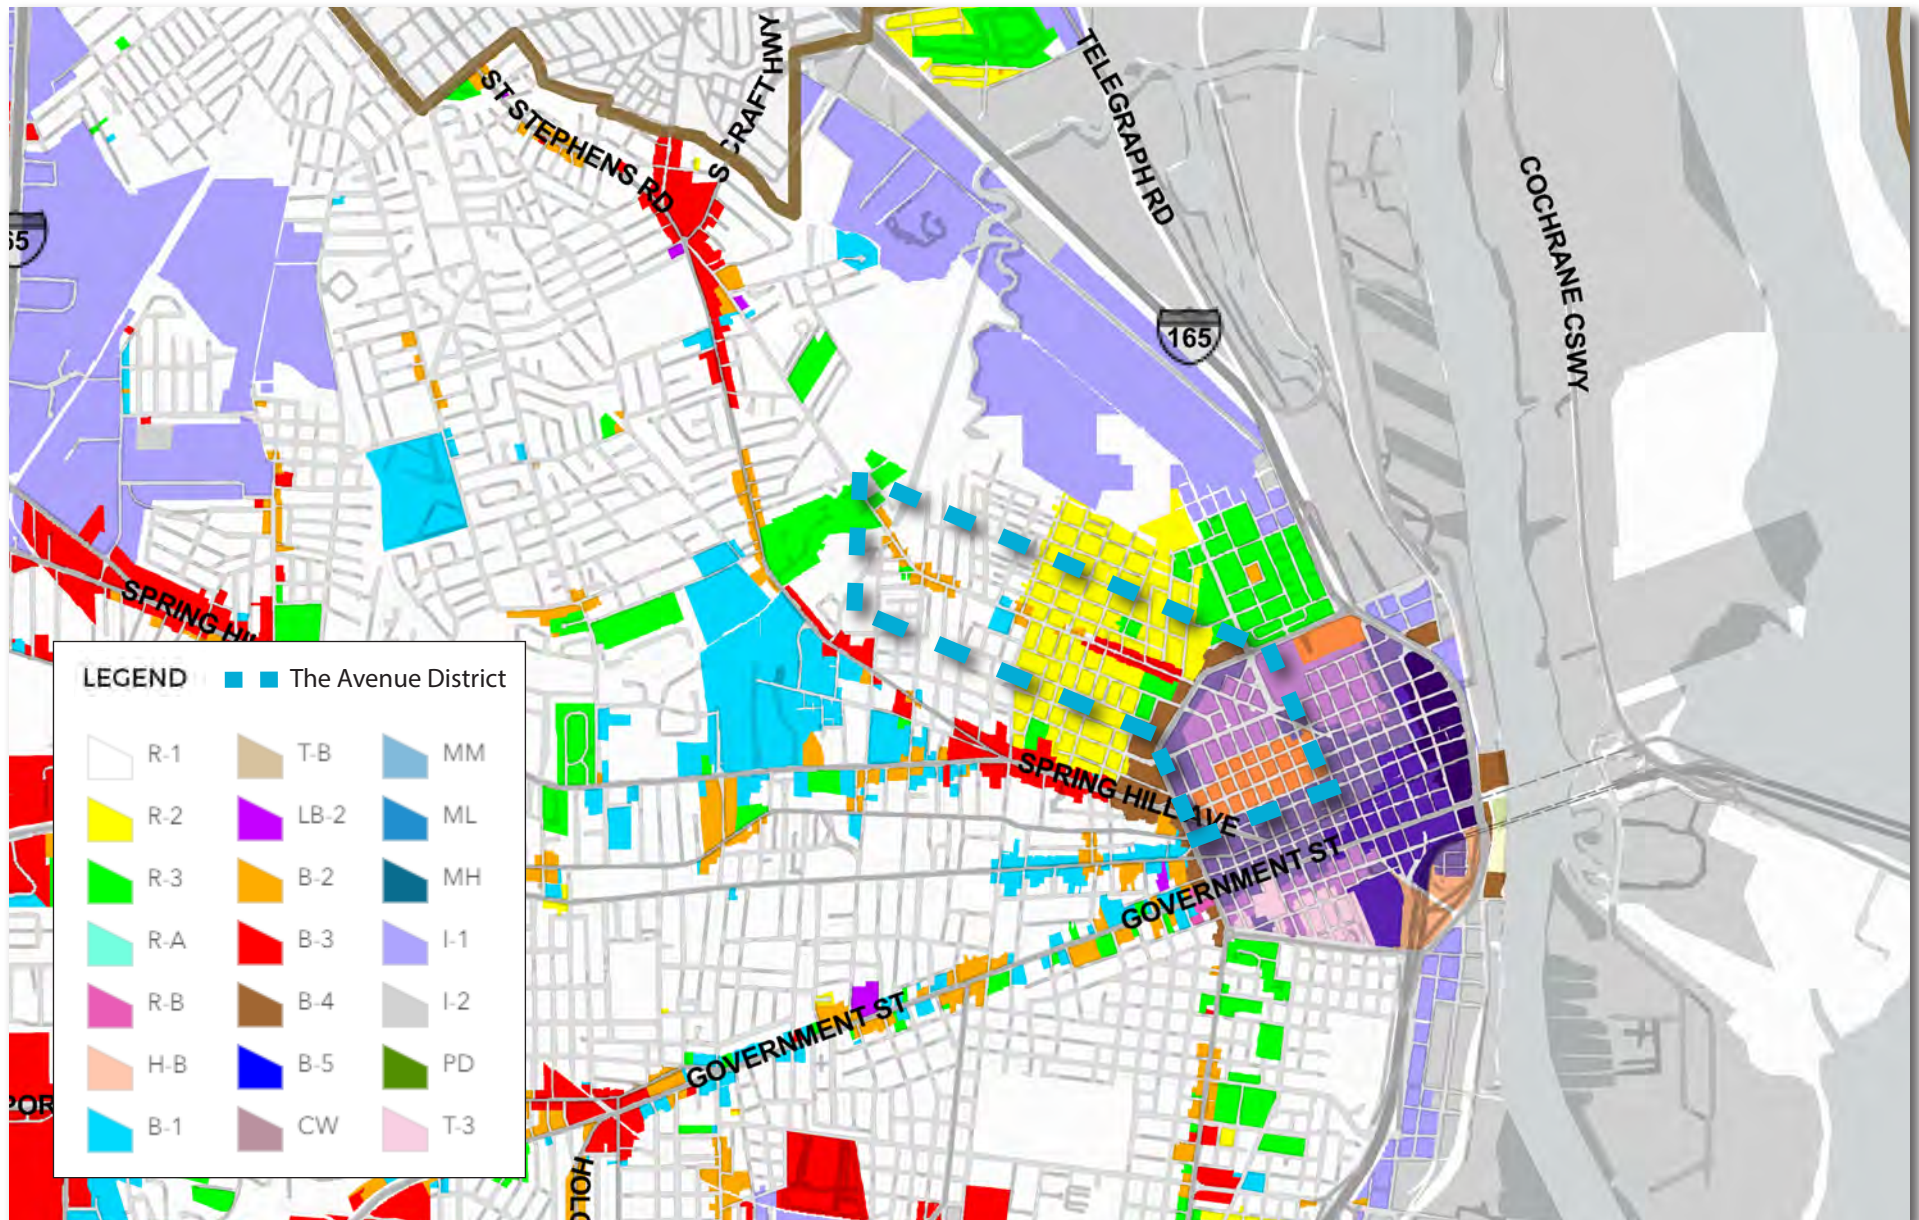 HWY
S CRAFT
TELEGRAPH RD
ST STEPHENS RD
COCHRANE CSWY
65
165
SPRING HI
LEGEND
The Avenue District
R-1
T-B
MM
R-2
LB-2
ML
R-3
B-2
MH
R-A
B-3
I-1
R-B
B-4
I-2
H-B
B-5
PD
B-1
CW
T-3
SPRING HILL AVE
GOVERNMENT ST
GOVERNMENT ST
POR
HOLC